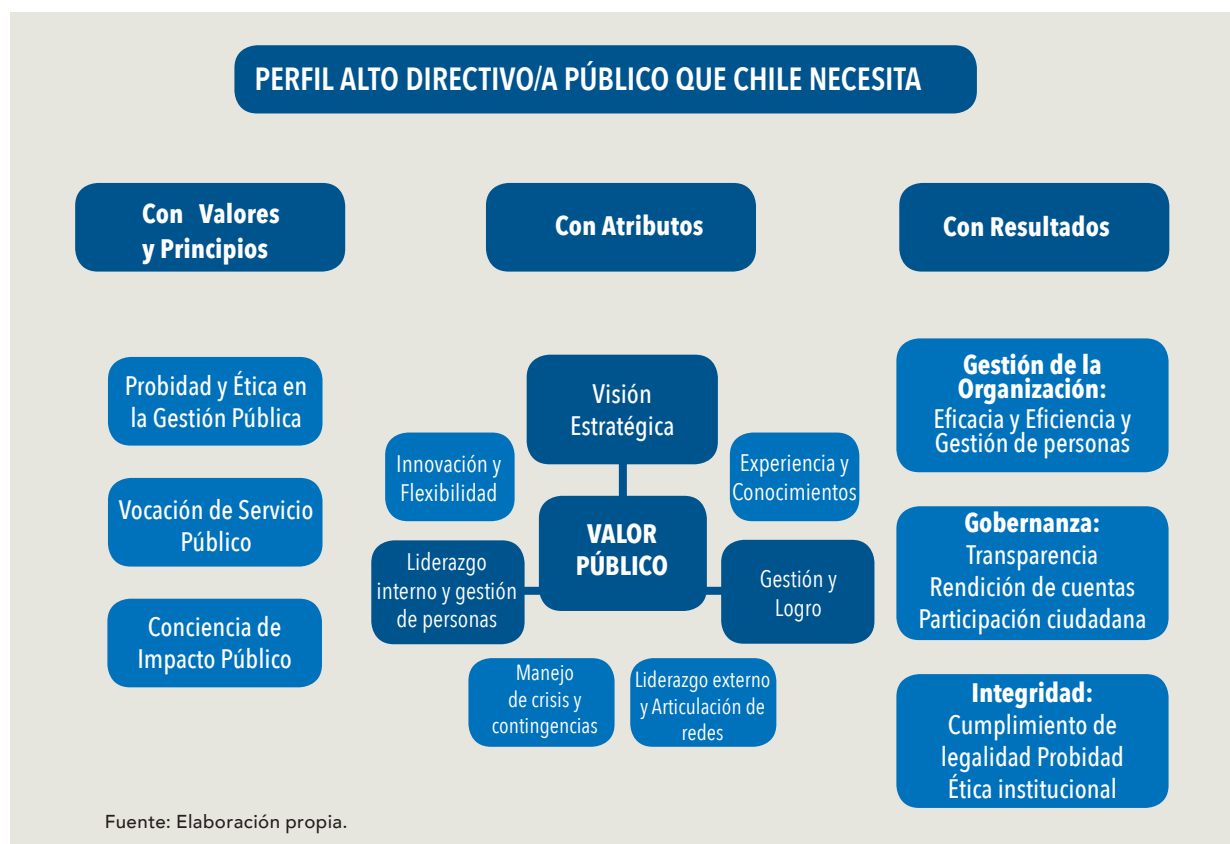 PERFIL ALTO DIRECTIVO/A PÚBLICO QUE CHILE NECESITA
Con Valores
y Principios
Probidad y Ética en
la Gestión Pública
Vocación de Servicio
Público
Conciencia de
Impacto Público
Con Atributos
Visión
Estratégica
Innovación y
Flexibilidad
Experiencia y
Conocimientos
VALOR
PÚBLICO
Liderazgo
interno y gestión
de personas
Gestión y
Logro
Manejo
de crisis y
contingencias
Liderazgo externo
y Articulación de
redes
Con Resultados
Gestión de la
Organización:
Eficacia y Eficiencia y
Gestión de personas
Gobernanza:
Transparencia
Rendición de cuentas
Participación ciudadana
Integridad:
Cumplimiento de
legalidad Probidad
Ética institucional
Fuente: Elaboración propia.